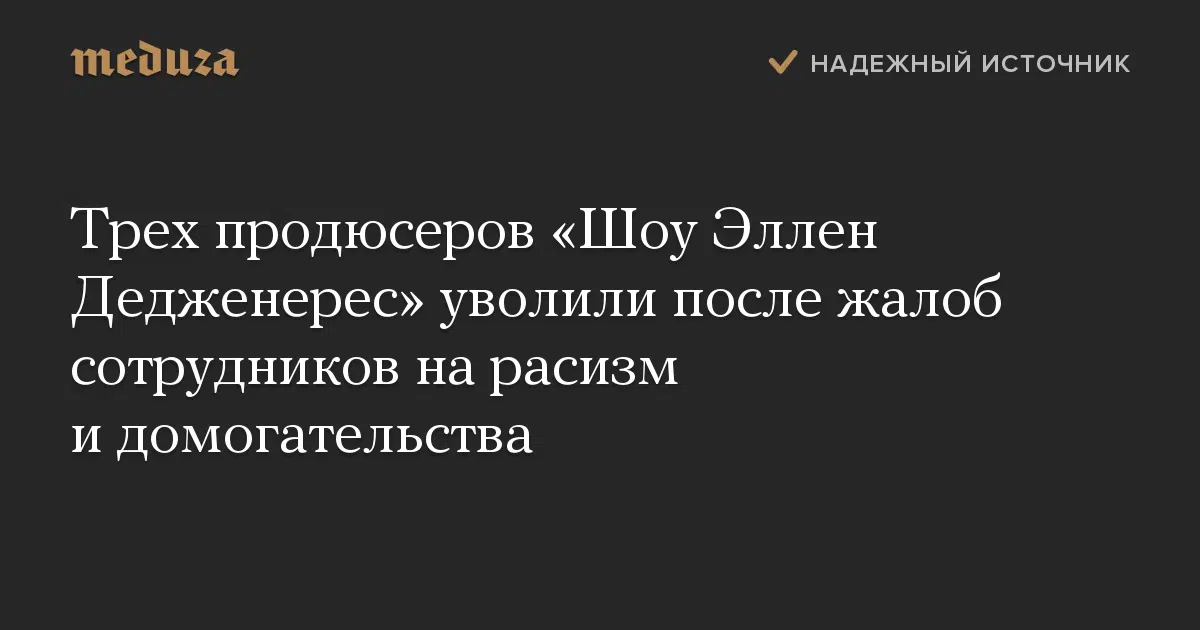 meduza
НАДЕЖНЫЙ ИСТОЧНИК
Трех продюсеров «Шоу Эллен
Дедженерес» уволили после жалоб
сотрудников на расизм
и домогательства